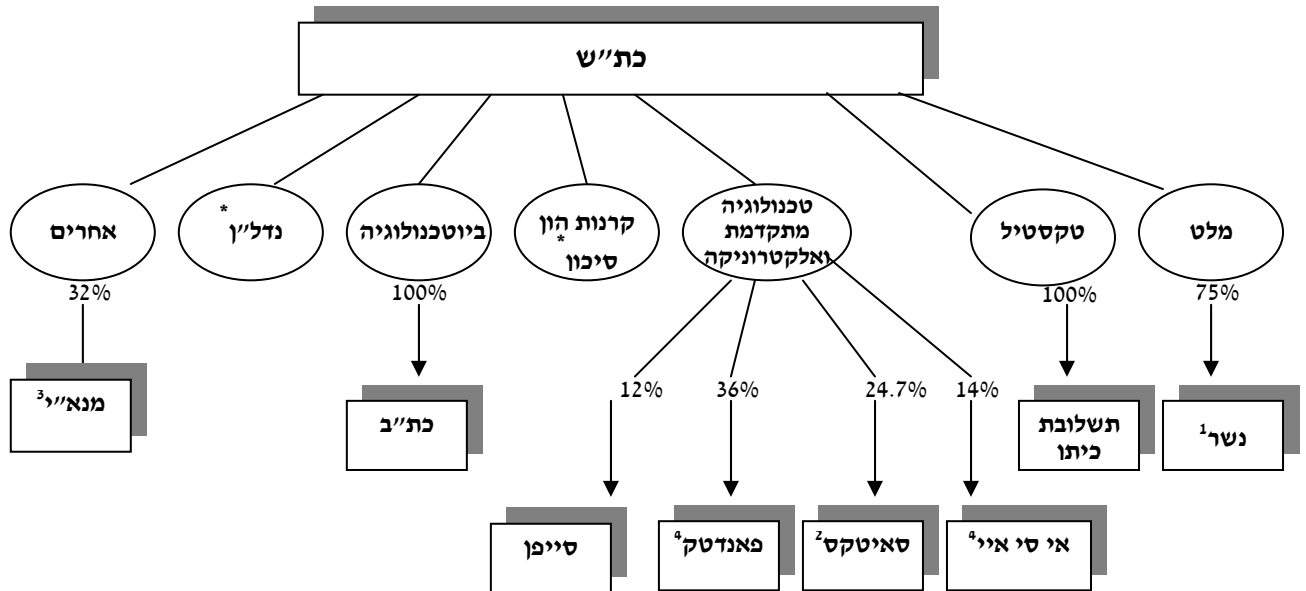 כת״ש
מלט
טקסטיל
טכנולוגיה
מתקדמת
ואלקטרוניקה
קרנות הון
סיכון*
ביוטכנולוגיה
נדל״ן*
אחרים
75%
100%
100%
32%
14%
24.7%
36%
12%
נשר¹
תשלובת
כיתן
כת״ב
מנא״י³
אי סי איי⁴
סאיטקס²
פאנדטק⁴
סייפן